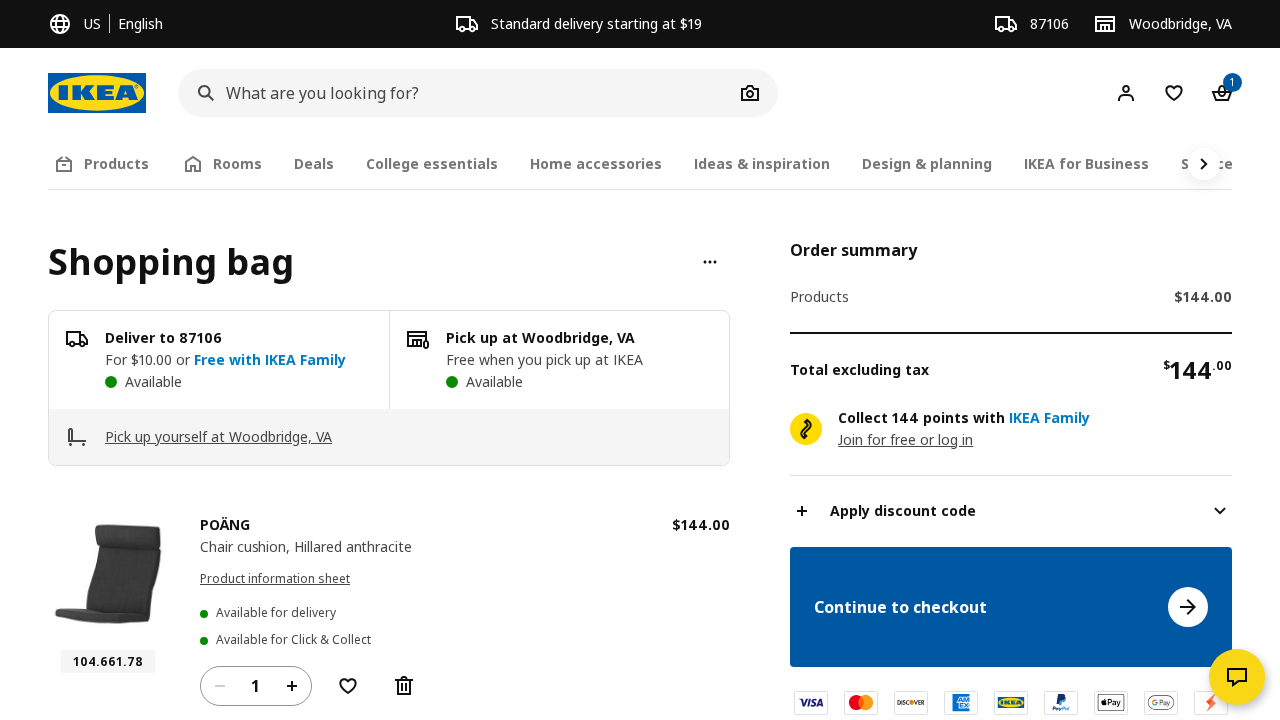 US | English
Standard delivery starting at $19
87106
Woodbridge, VA
IKEA
What are you looking for?
1
Products
Rooms
Deals
College essentials
Home accessories
Ideas & inspiration
Design & planning
IKEA for Business
Shopping bag
Deliver to 87106
For $10.00 or Free with IKEA Family
Available
Pick up at Woodbridge, VA
Free when you pick up at IKEA
Available
Pick up yourself at Woodbridge, VA
POÄNG
$144.00
Chair cushion, Hillared anthracite
Product information sheet
Available for delivery
Available for Click & Collect
104.661.78
1
Order summary
Products
$144.00
Total excluding tax
$144.00
Collect 144 points with IKEA Family
Join for free or log in
Apply discount code
Continue to checkout
VISA
DISCOVER
AM EX
IKEA
PayPal
Pay
G Pay